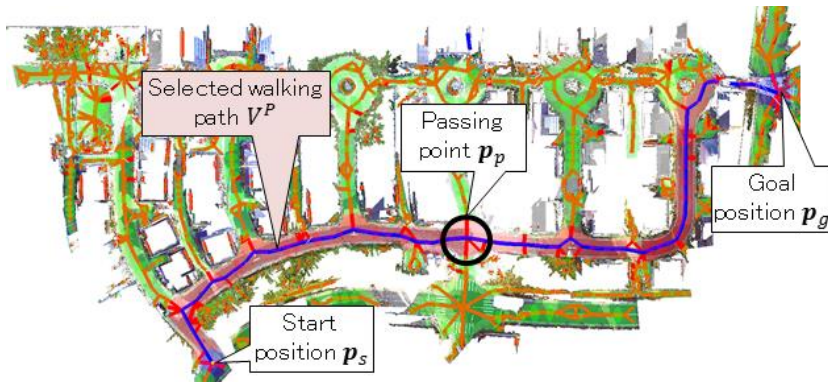 Selected walking
path V^P
Passing
point p_p
Goal
position p_g
Start
position p_s